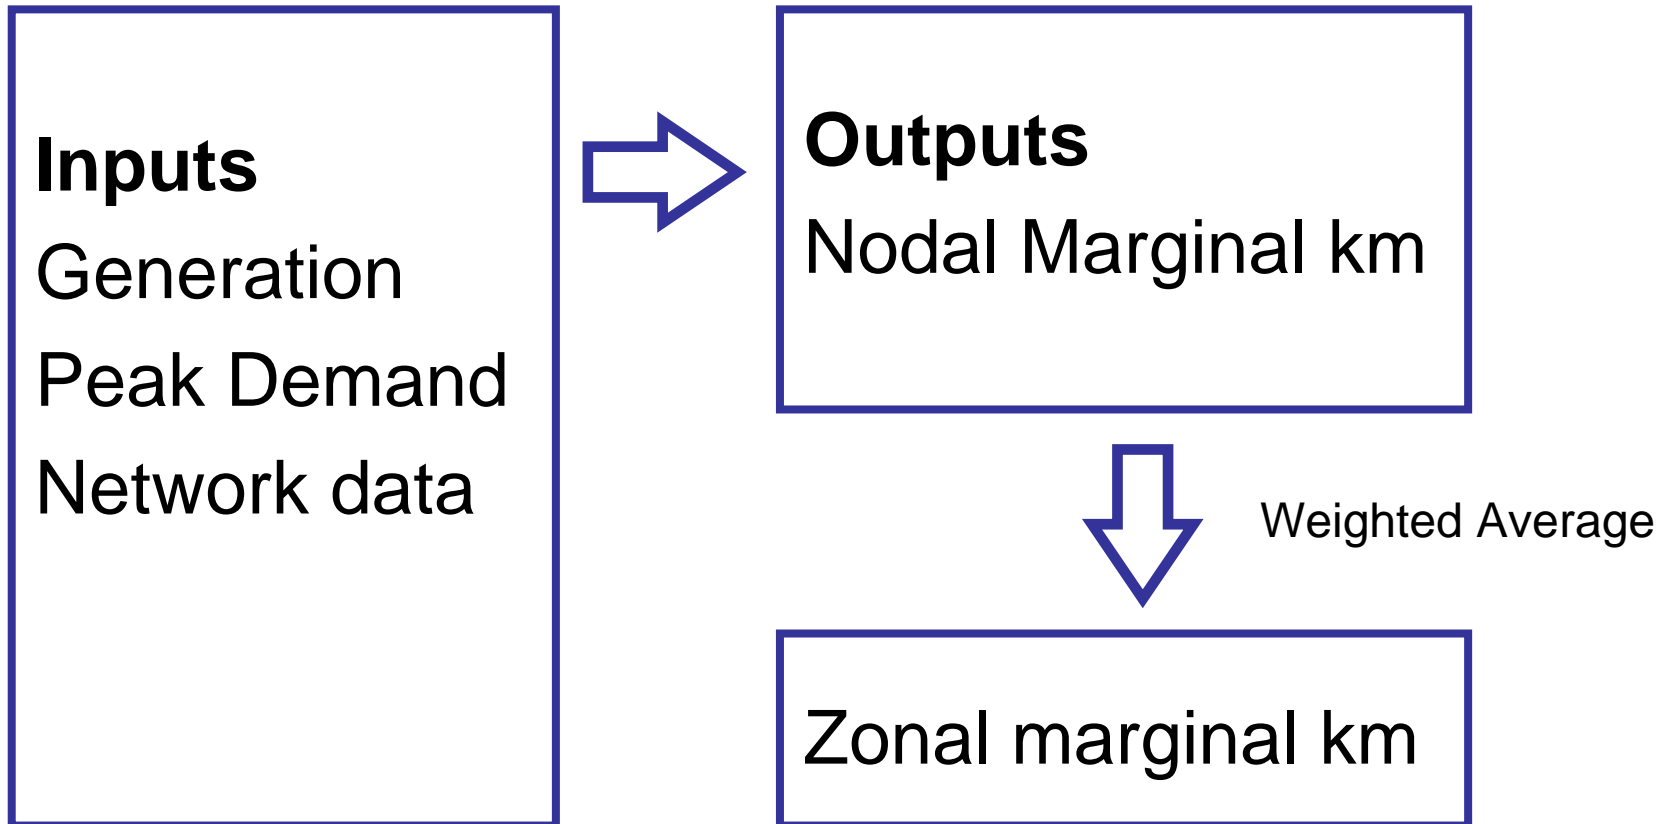 Inputs
Generation
Peak Demand
Network data
Outputs
Nodal Marginal km
Weighted Average
Zonal marginal km